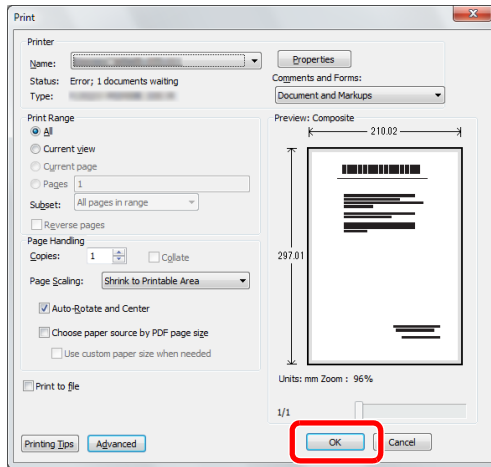 Print
Printer
Name:
Properties
Status: Error; 1 documents waiting
Comments and Forms:
Type:
Document and Markups
Print Range
All
Current view
Current page
Pages 1
Subset: All pages in range
Reverse pages
Page Handling
Copies: 1 Collate
Page Scaling: Shrink to Printable Area
Auto-Rotate and Center
Choose paper source by PDF page size
Use custom paper size when needed
Print to file
Preview: Composite
210.02
297.01
Units: mm Zoom : 96%
1/1
Printing Tips Advanced OK Cancel